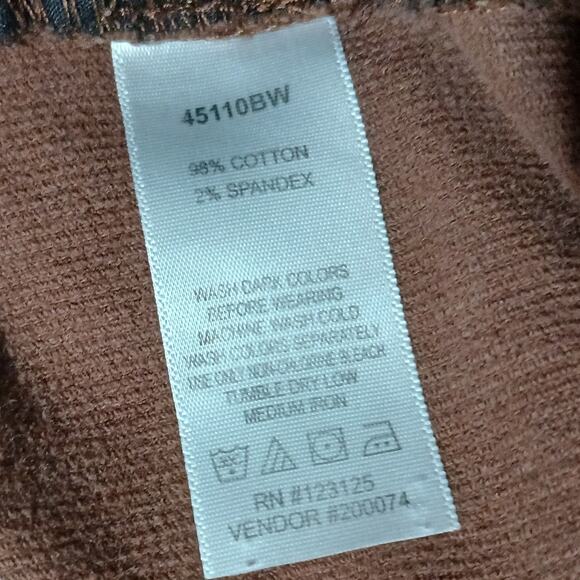 45110BW
98% COTTON
2% SPANDEX
WASH DARK COLORS
BEFORE WEARING
MACHINE WASH COLD
WASH COLORS SEPARATELY
USE ONLY NON-CHLORINE BLEACH
TUMBLE DRY LOW
MEDIUM IRON
RN #123125
VENDOR #200074